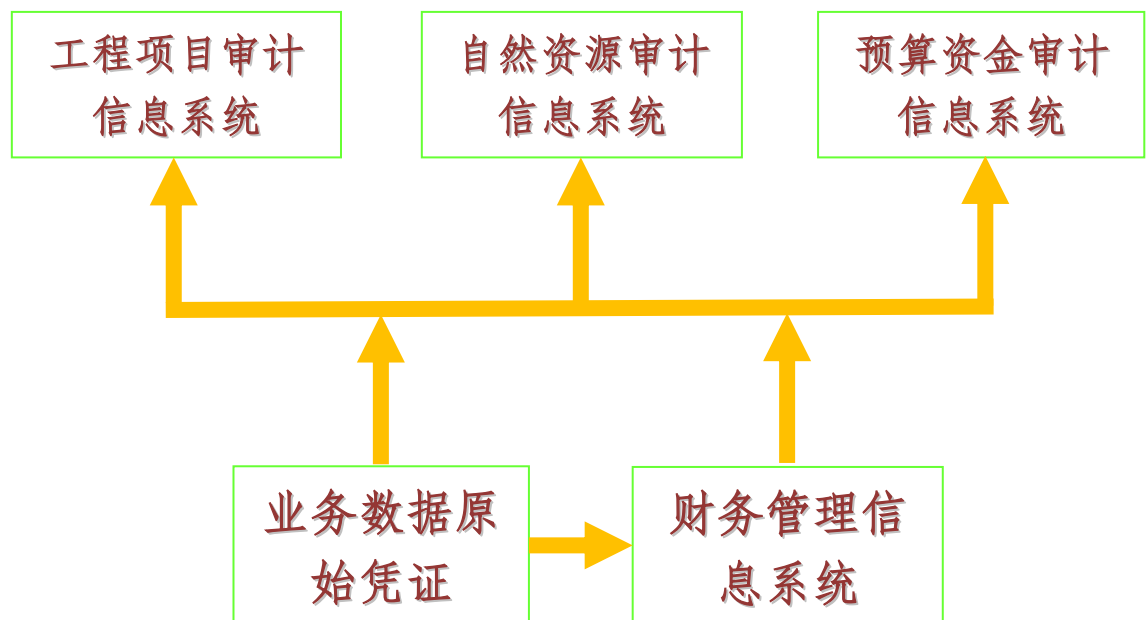 工程项目审计
信息系统
自然资源审计
信息系统
预算资金审计
信息系统
业务数据原
始凭证
财务管理信
息系统